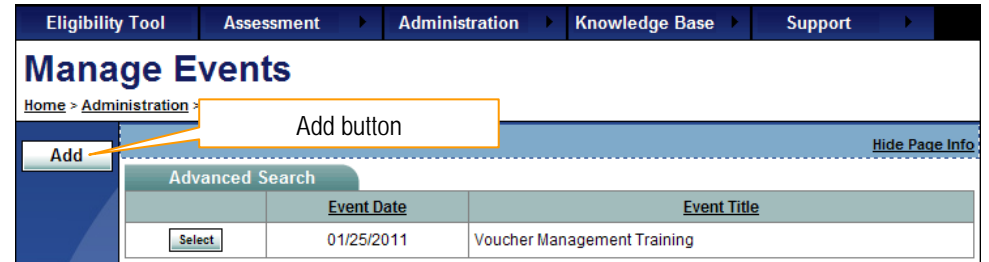 Eligibility Tool Assessment Administration Knowledge Base Support
Manage Events
Home > Administration >
Add button
Add
Hide Page Info
Advanced Search
Event Date Event Title
Select 01/25/2011 Voucher Management Training